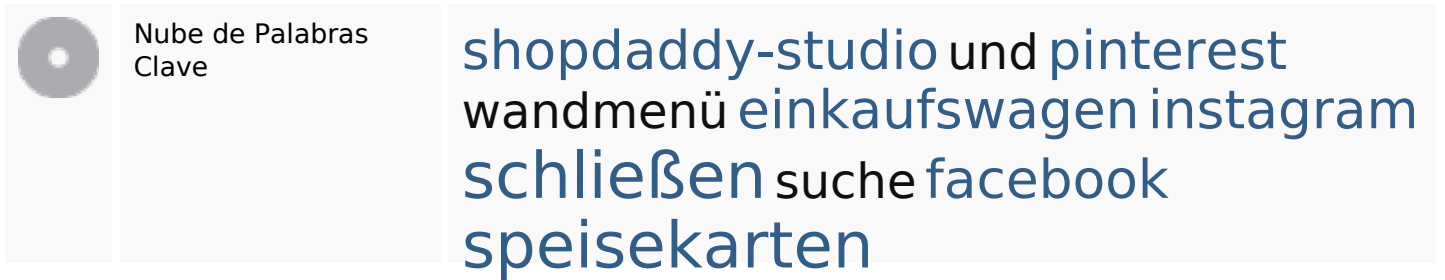 Nube de Palabras
Clave
shopdaddy-studio und pinterest
wandmenü einkaufswagen instagram
schließen suche facebook
speisekarten